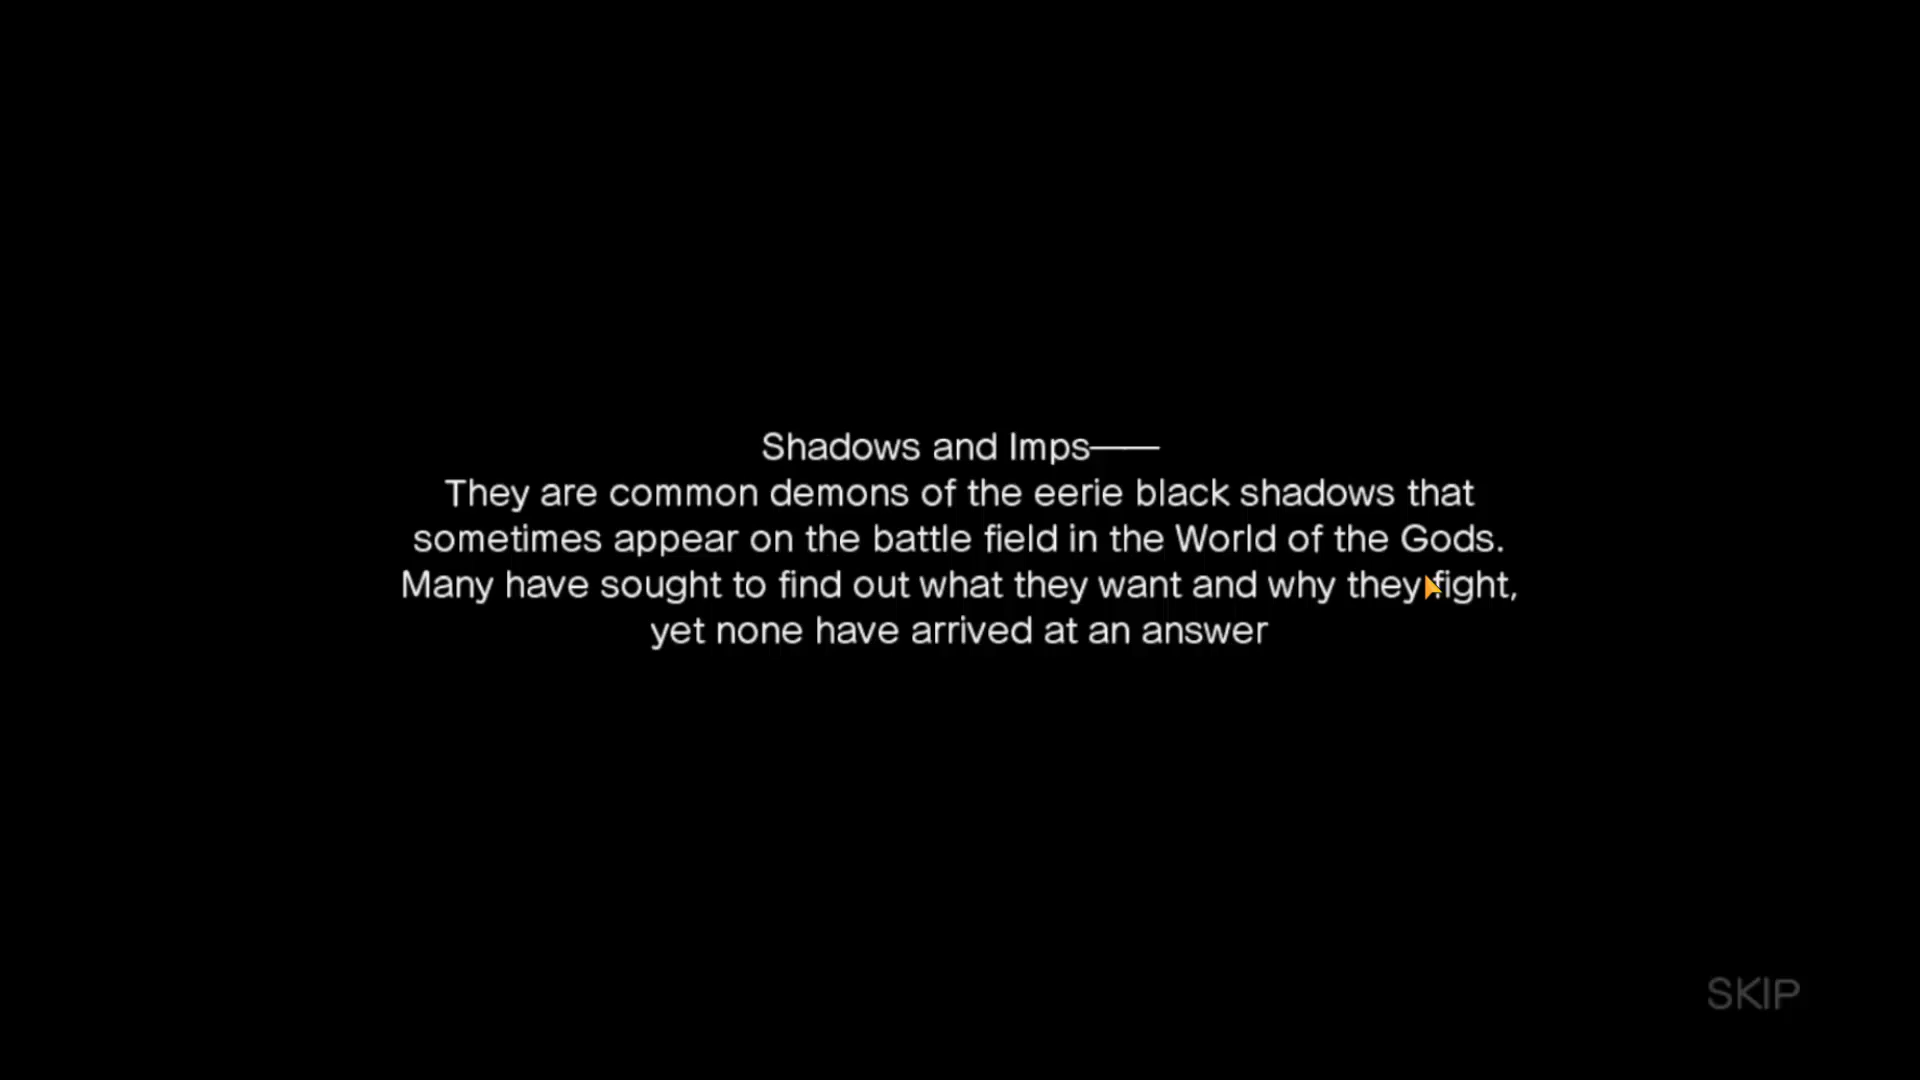 Shadows and Imps——
They are common demons of the eerie black shadows that
sometimes appear on the battle field in the World of the Gods.
Many have sought to find out what they want and why they fight,
yet none have arrived at an answer
SKIP